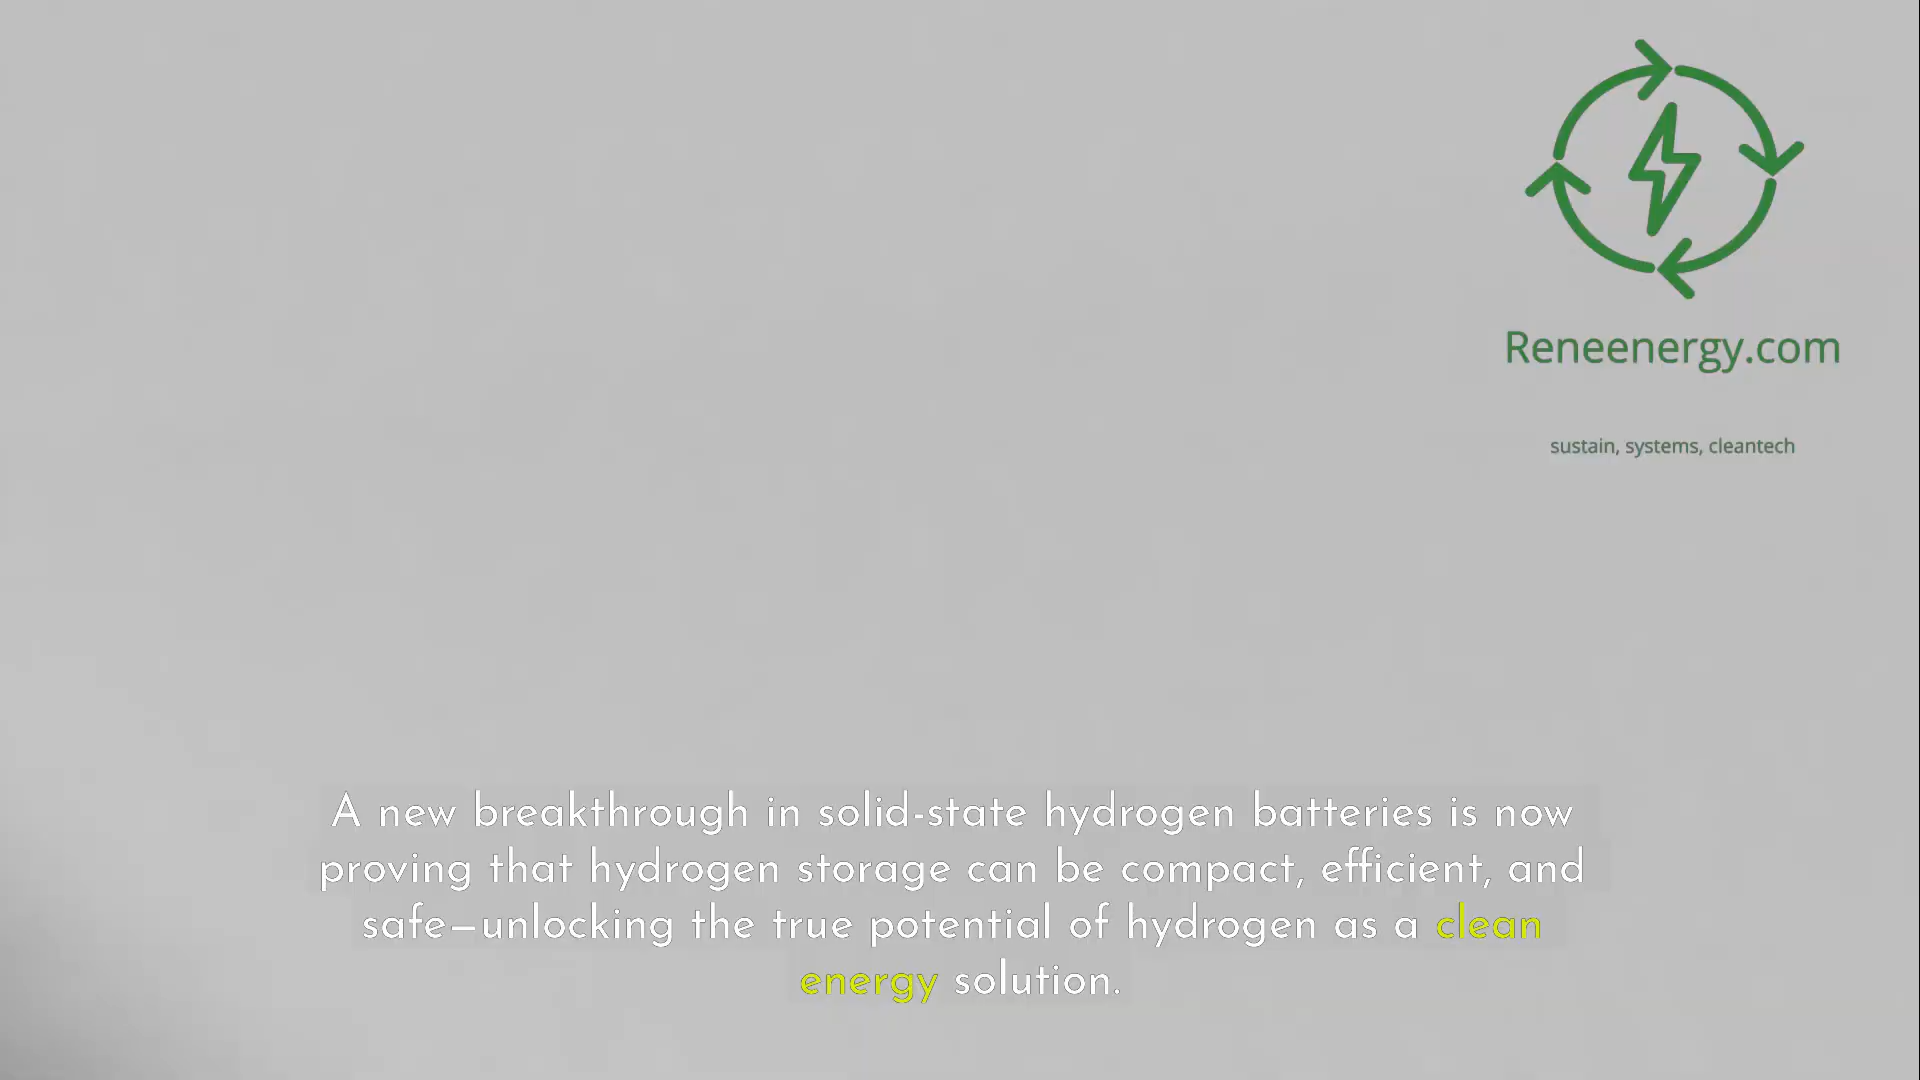 Reneenergy.com
sustain, systems, cleantech
A new breakthrough in solid-state hydrogen batteries is now
proving that hydrogen storage can be compact, efficient, and
safe—unlocking the true potential of hydrogen as a clean
energy solution.